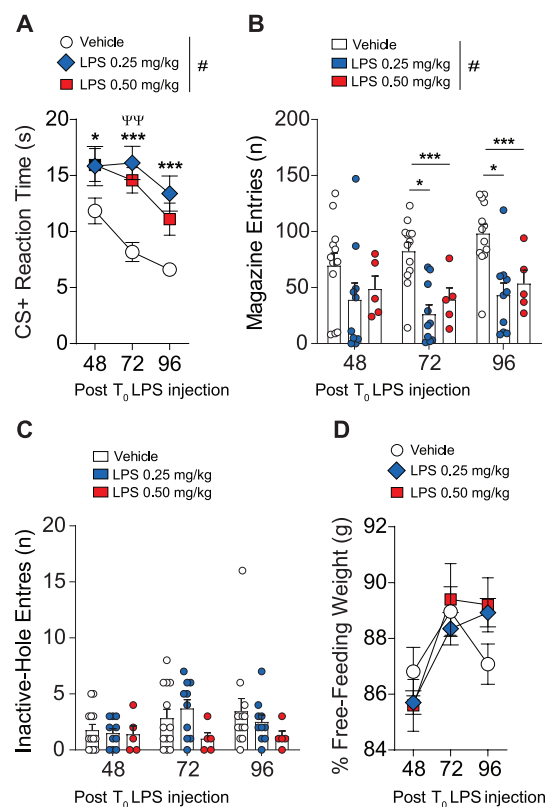 A
Vehicle
LPS 0.25 mg/kg
LPS 0.50 mg/kg
#
CS+ Reaction Time (s)
20
15
10
5
0
*
ΨΨ
***
***
48 72 96
Post T0 LPS injection
B
Vehicle
LPS 0.25 mg/kg
LPS 0.50 mg/kg
#
Magazine Entries (n)
200
150
100
50
0
***
*
***
*
48 72 96
Post T0 LPS injection
C
Vehicle
LPS 0.25 mg/kg
LPS 0.50 mg/kg
Inactive-Hole Entres (n)
20
15
10
5
0
48 72 96
Post T0 LPS injection
D
Vehicle
LPS 0.25 mg/kg
LPS 0.50 mg/kg
% Free-Feeding Weight (g)
92
90
88
86
84
48 72 96
Post T0 LPS injection